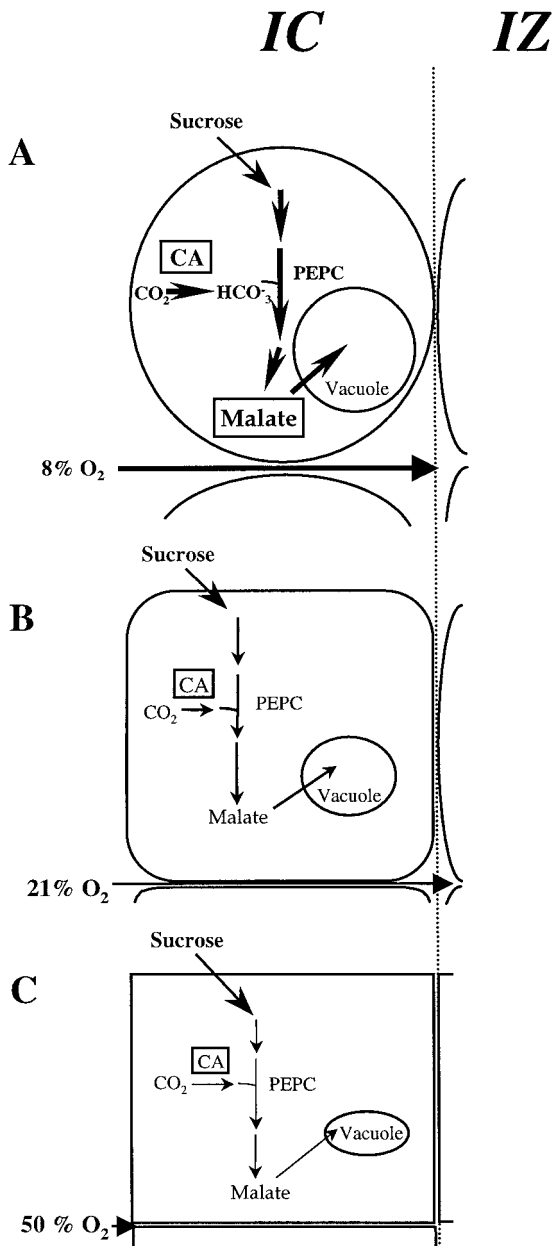 IC IZ
A
Sucrose
CA
PEPC
CO₂ HCO₃⁻
Vacuole
Malate
8% O₂
B
Sucrose
CA
CO₂ PEPC
Vacuole
Malate
21% O₂
C
Sucrose
CA
CO₂ PEPC
Vacuole
Malate
50 % O₂